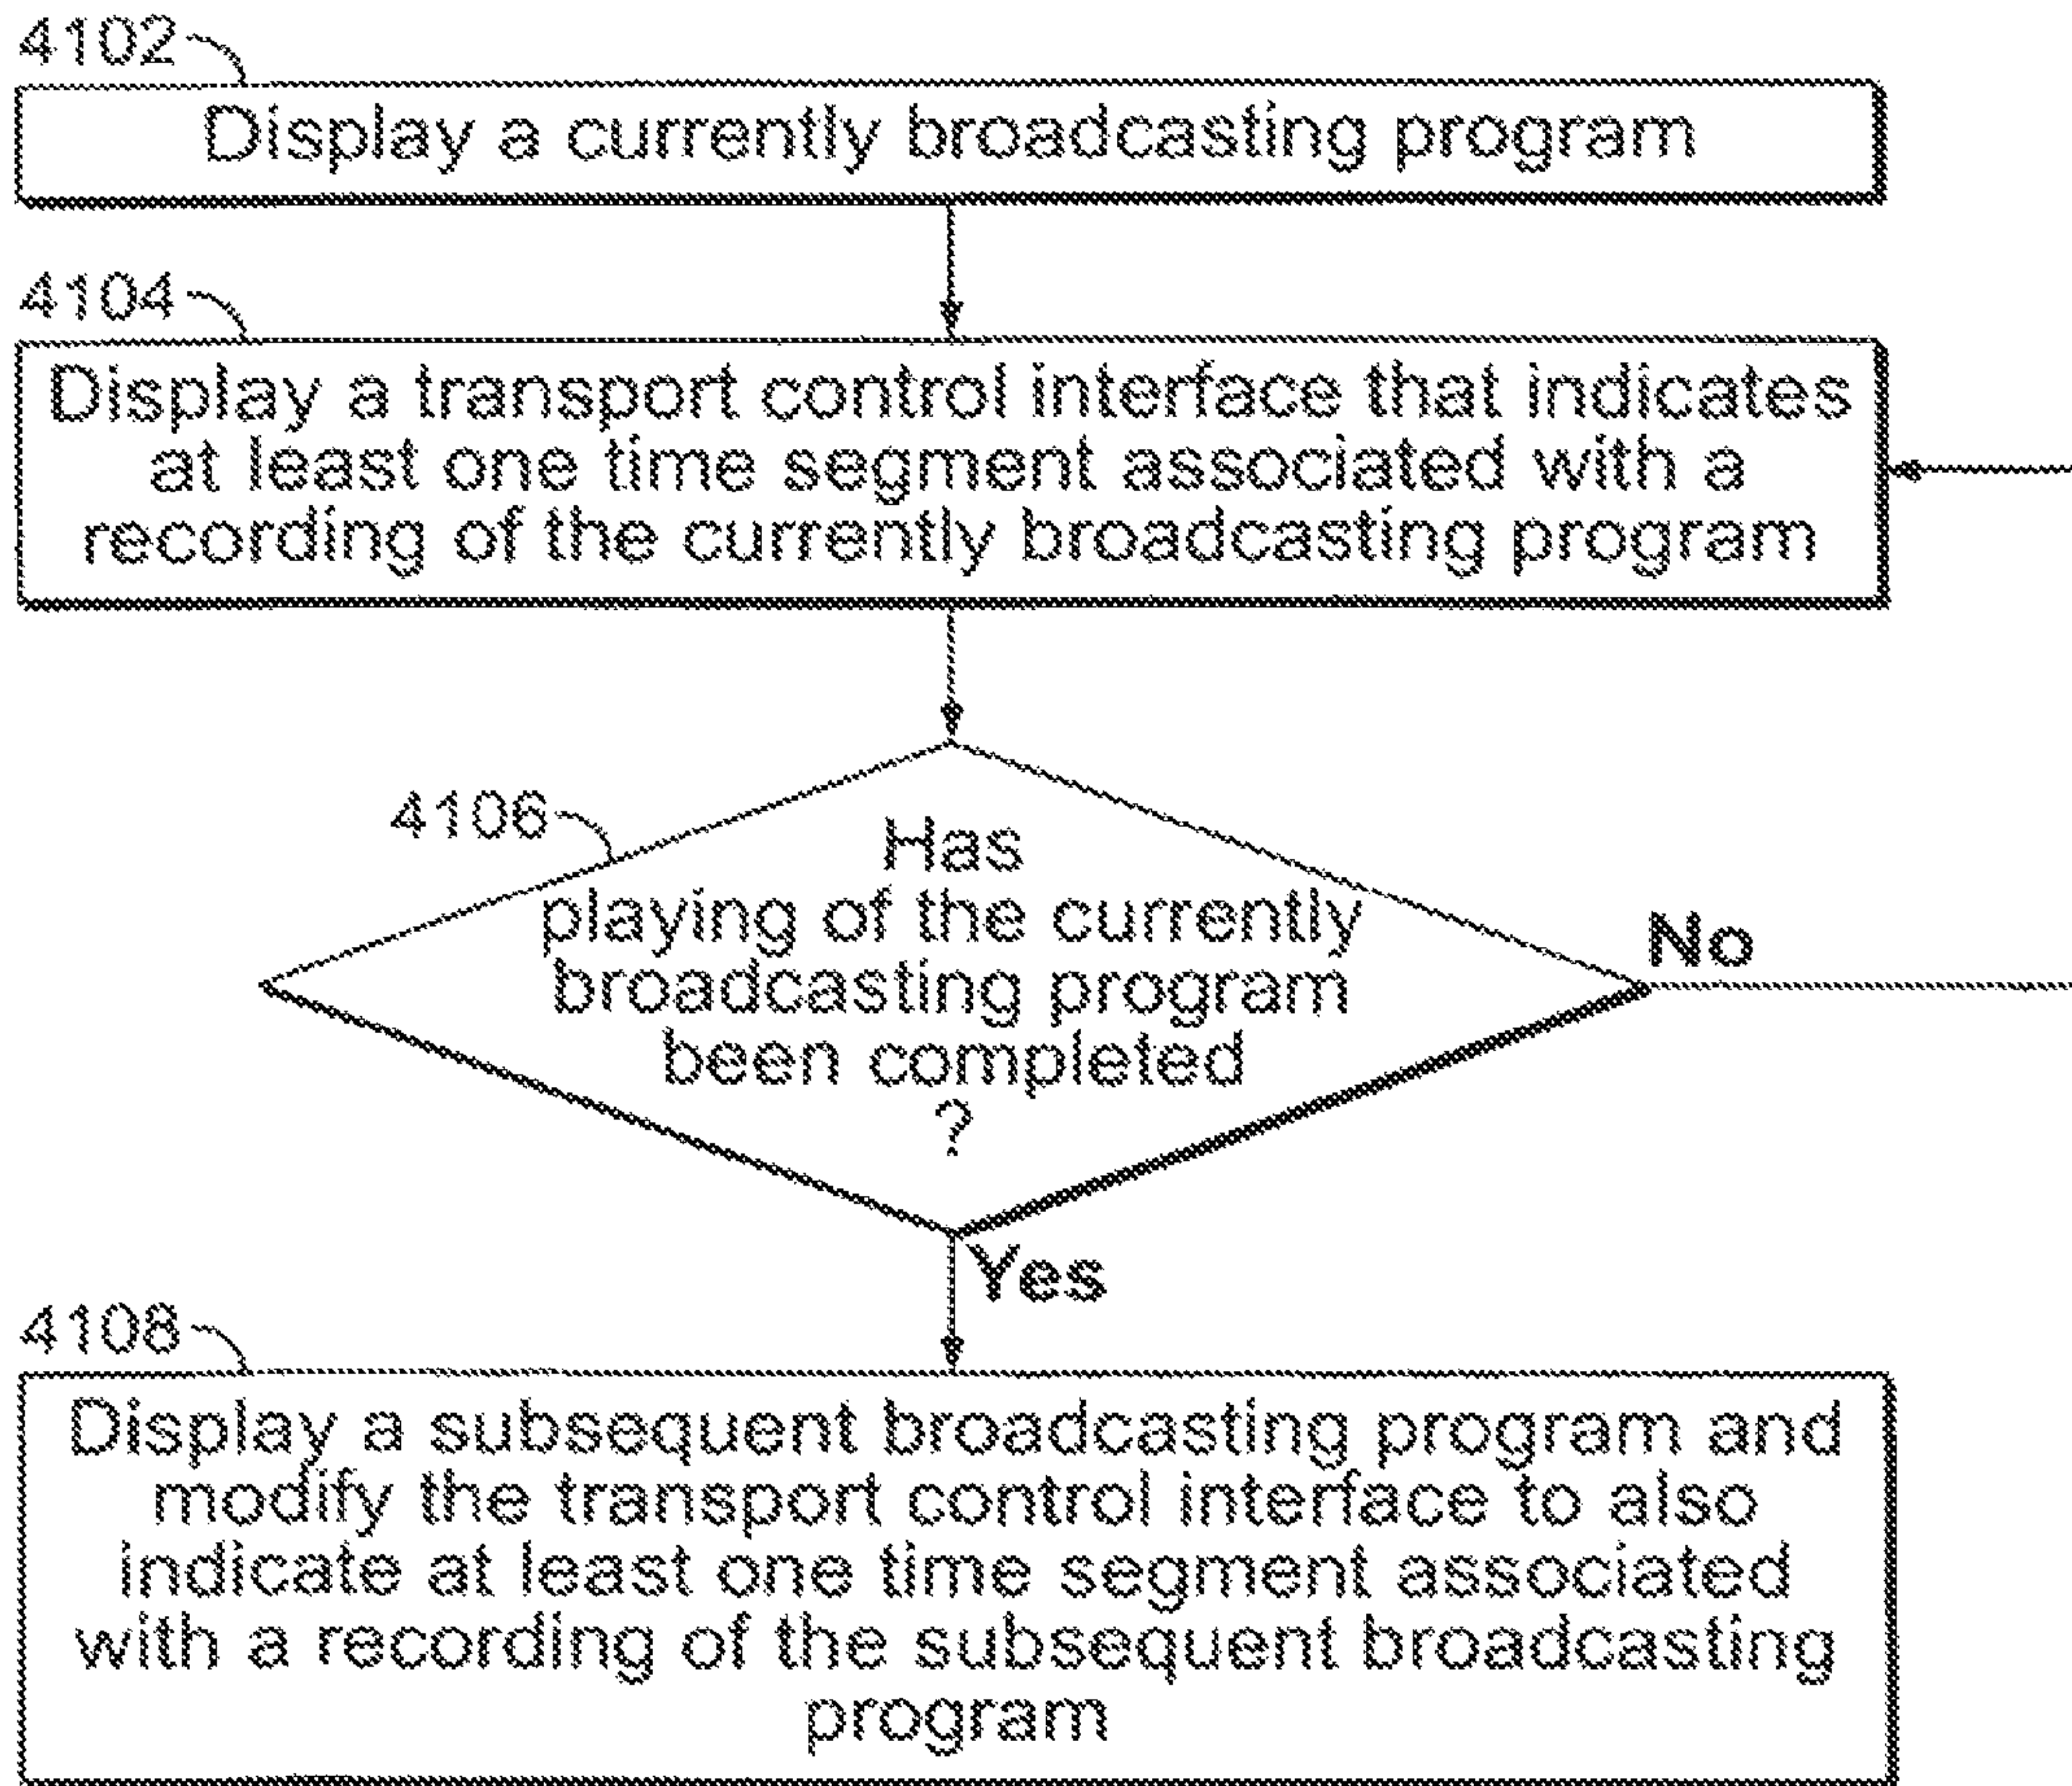 4102
Display a currently broadcasting program
4104
Display a transport control interface that indicates
at least one time segment associated with a
recording of the currently broadcasting program
4106
Has
playing of the currently
broadcasting program
been completed
?
No
Yes
4108
Display a subsequent broadcasting program and
modify the transport control interface to also
indicate at least one time segment associated
with a recording of the subsequent broadcasting
program